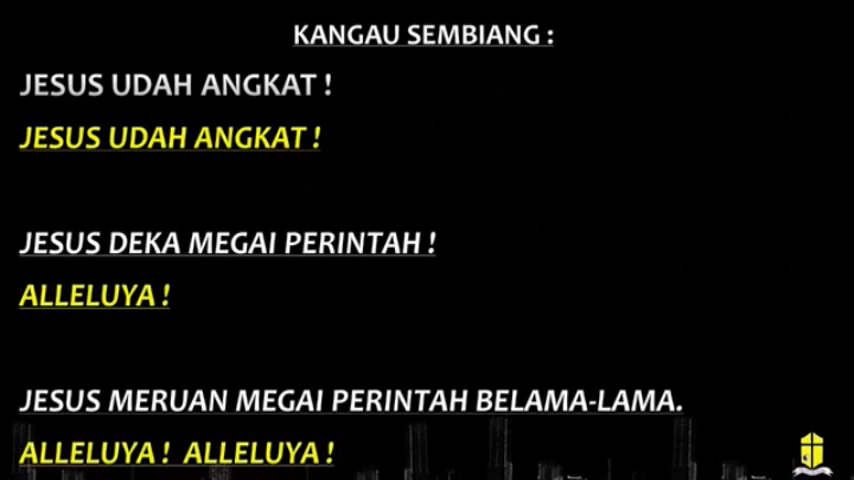 KANGAU SEMBIANG :
JESUS UDAH ANGKAT !
JESUS UDAH ANGKAT !
JESUS DEKA MEGAI PERINTAH !
ALLELUYA !
JESUS MERUAN MEGAI PERINTAH BELAMA-LAMA.
ALLELUYA ! ALLELUYA !